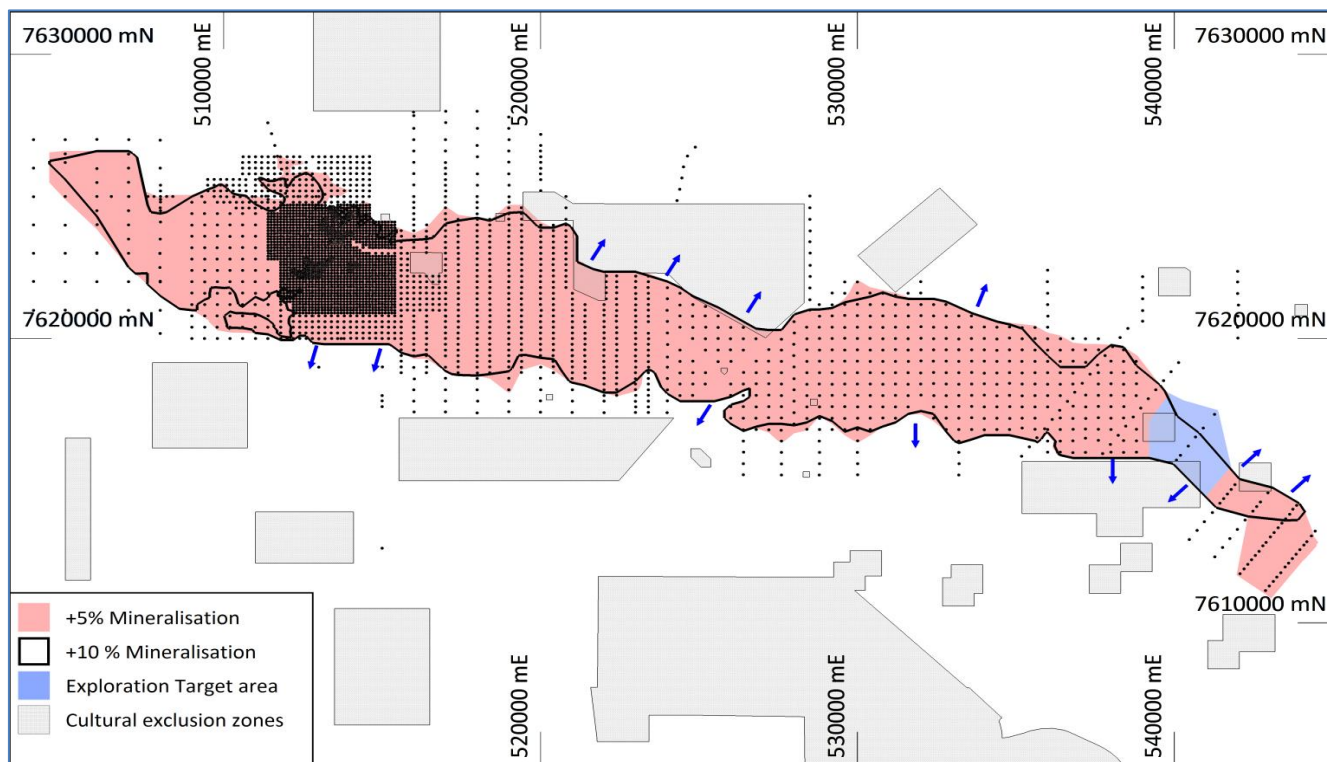 7630000 mN
510000 mE
520000 mE
530000 mE
540000 mE
7630000 mN
7620000 mN
7620000 mN
7610000 mN
+5% Mineralisation
+10 % Mineralisation
Exploration Target area
Cultural exclusion zones
520000 mE
530000 mE
540000 mE